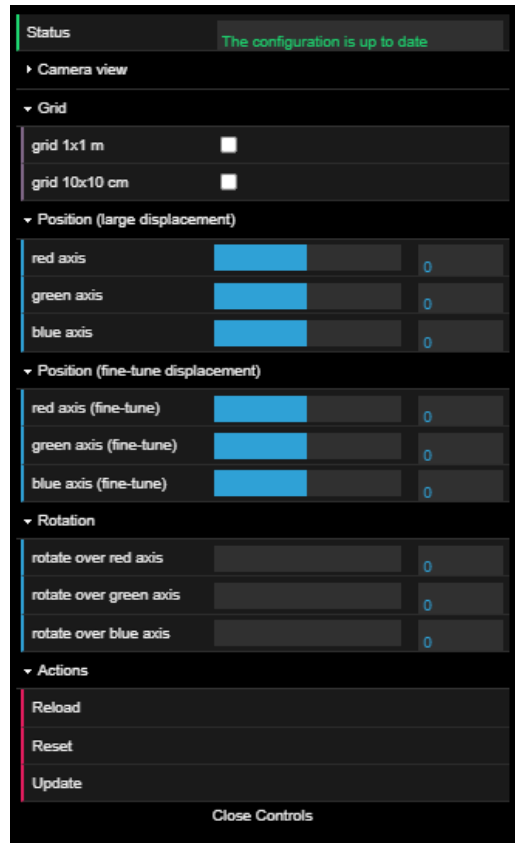 Status
The configuration is up to date
Camera view
Grid
grid 1x1 m
grid 10x10 cm
Position (large displacement)
red axis 0
green axis 0
blue axis 0
Position (fine-tune displacement)
red axis (fine-tune) 0
green axis (fine-tune) 0
blue axis (fine-tune) 0
Rotation
rotate over red axis 0
rotate over green axis 0
rotate over blue axis 0
Actions
Reload
Reset
Update
Close Controls